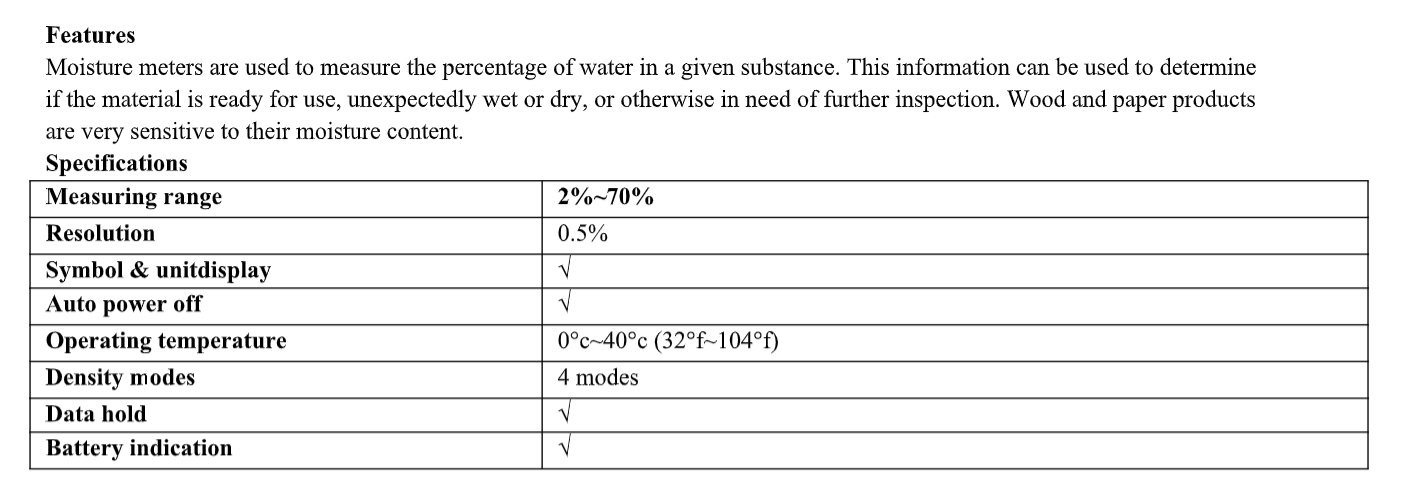 Features
Moisture meters are used to measure the percentage of water in a given substance. This information can be used to determine
if the material is ready for use, unexpectedly wet or dry, or otherwise in need of further inspection. Wood and paper products
are very sensitive to their moisture content.
Specifications
Measuring range 2%~70%
Resolution 0.5%
Symbol & unitdisplay √
Auto power off √
Operating temperature 0°c~40°c (32°f~104°f)
Density modes 4 modes
Data hold √
Battery indication √